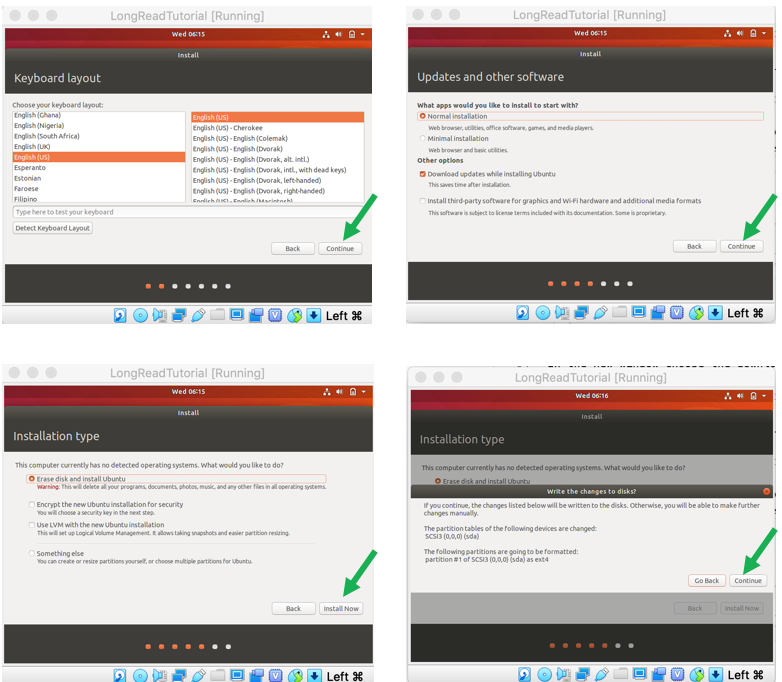 LongReadTutorial [Running]
Wed 06:15
Install
Keyboard layout
Choose your keyboard layout:
English (Ghana)
English (Nigeria)
English (South Africa)
English (UK)
English (US)
Esperanto
Estonian
Faroese
Filipino
English (US)
English (US) - Cherokee
English (US) - English (Colemak)
English (US) - English (Dvorak)
English (US) - English (Dvorak, alt. intl.)
English (US) - English (Dvorak, intl., with dead keys)
English (US) - English (Dvorak, left-handed)
English (US) - English (Dvorak, right-handed)
English (US) - English (Macintosh)
Type here to test your keyboard
Detect Keyboard Layout
Back
Continue
Left ⌘
LongReadTutorial [Running]
Wed 06:15
Install
Updates and other software
What apps would you like to install to start with?
Normal installation
Web browser, utilities, office software, games, and media players.
Minimal installation
Web browser and basic utilities.
Other options
Download updates while installing Ubuntu
This saves time after installation.
Install third-party software for graphics and Wi-Fi hardware and additional media formats
This software is subject to license terms included with its documentation. Some is proprietary.
Back
Continue
Left ⌘
LongReadTutorial [Running]
Wed 06:15
Install
Installation type
This computer currently has no detected operating systems. What would you like to do?
Erase disk and install Ubuntu
Warning: This will delete all your programs, documents, photos, music, and any other files in all operating systems.
Encrypt the new Ubuntu installation for security
You will choose a security key in the next step.
Use LVM with the new Ubuntu installation
This will set up Logical Volume Management. It allows taking snapshots and easier partition resizing.
Something else
You can create or resize partitions yourself, or choose multiple partitions for Ubuntu.
Back
Install Now
Left ⌘
LongReadTutorial [Running]
Wed 06:16
Install
Installation type
This computer currently has no detected operating systems. What would you like to do?
Erase disk and install Ubuntu
Write the changes to disks?
If you continue, the changes listed below will be written to the disks. Otherwise, you will be able to make further
changes manually.
The partition tables of the following devices are changed:
SCSI3 (0,0,0) (sda)
The following partitions are going to be formatted:
partition #1 of SCSI3 (0,0,0) (sda) as ext4
Go Back
Continue
Back
Install Now
Left ⌘